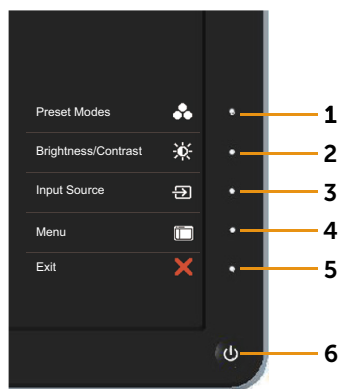 Preset Modes 1
Brightness/Contrast 2
Input Source 3
Menu 4
Exit 5
6